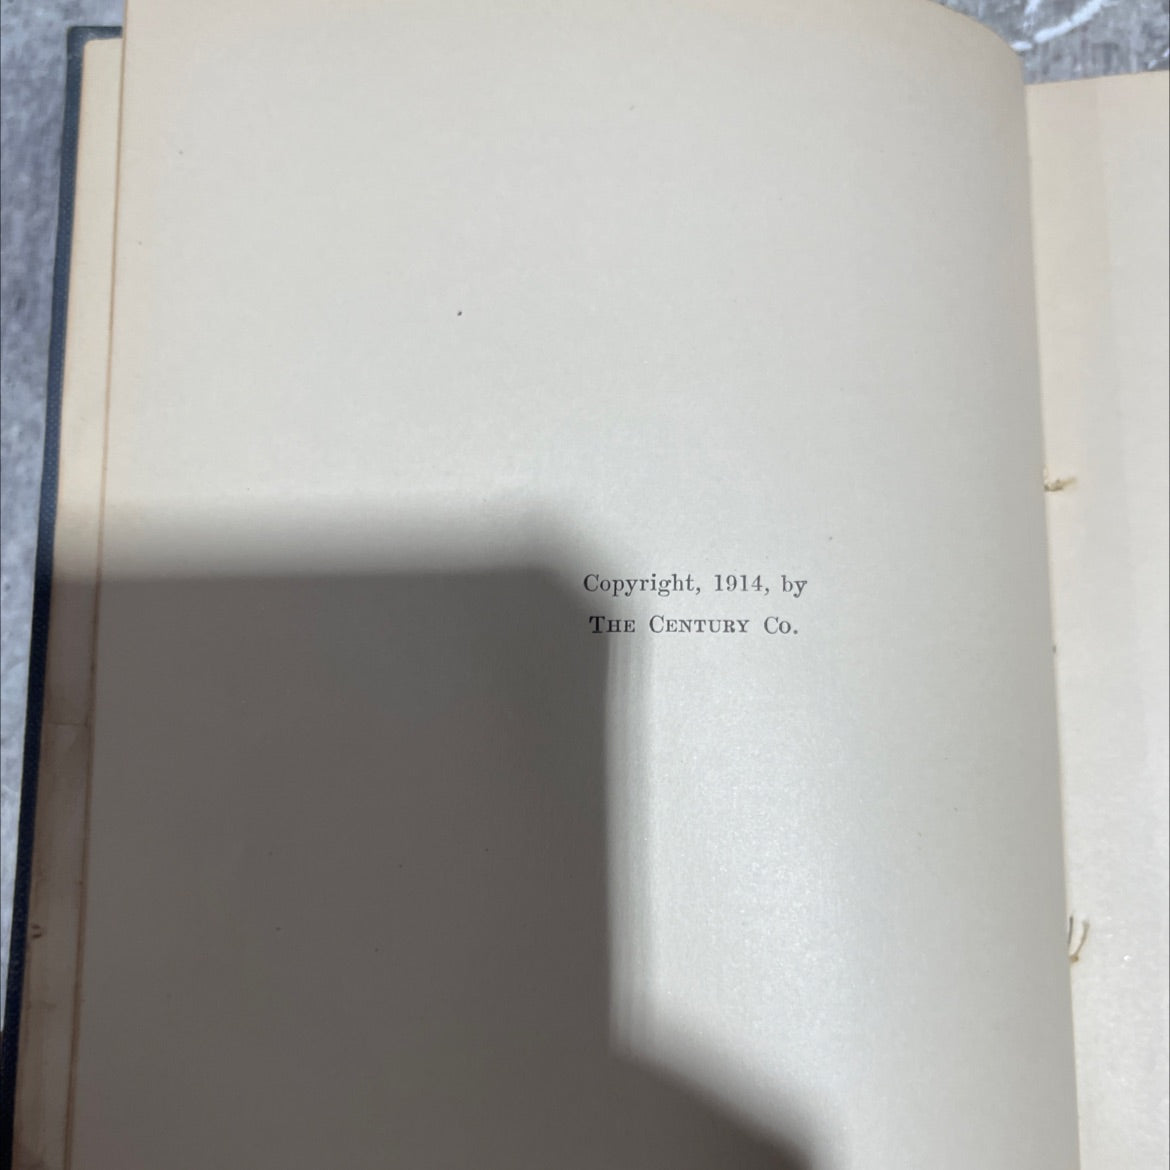 Copyright, 1914, by
THE CENTURY CO.